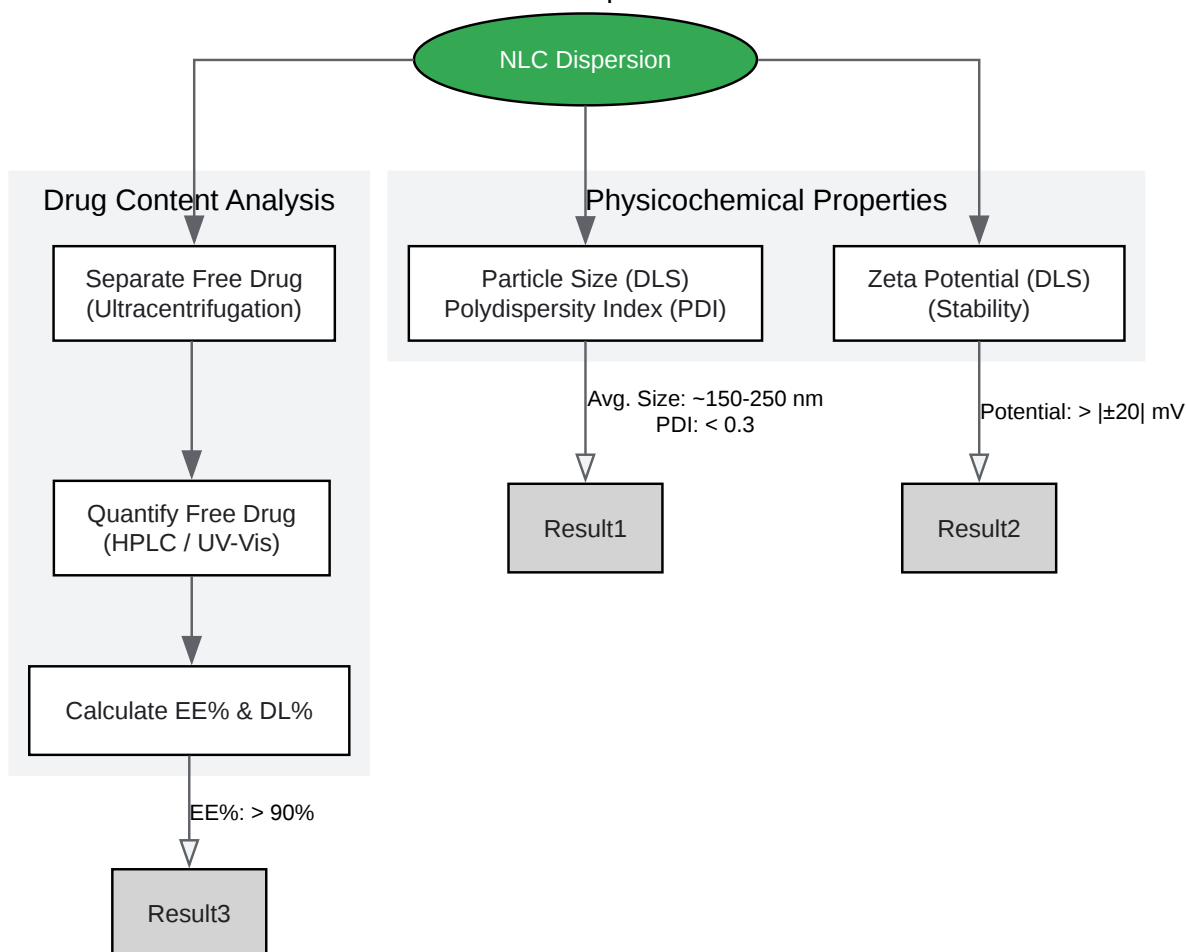 NLC Dispersion
Drug Content Analysis
Physicochemical Properties
Separate Free Drug
(Ultracentrifugation)
Particle Size (DLS)
Polydispersity Index (PDI)
Zeta Potential (DLS)
(Stability)
Avg. Size: ~150-250 nm
PDI: < 0.3
Potential: > |±20| mV
Quantify Free Drug
(HPLC / UV-Vis)
Result1
Result2
Calculate EE% & DL%
EE%: > 90%
Result3